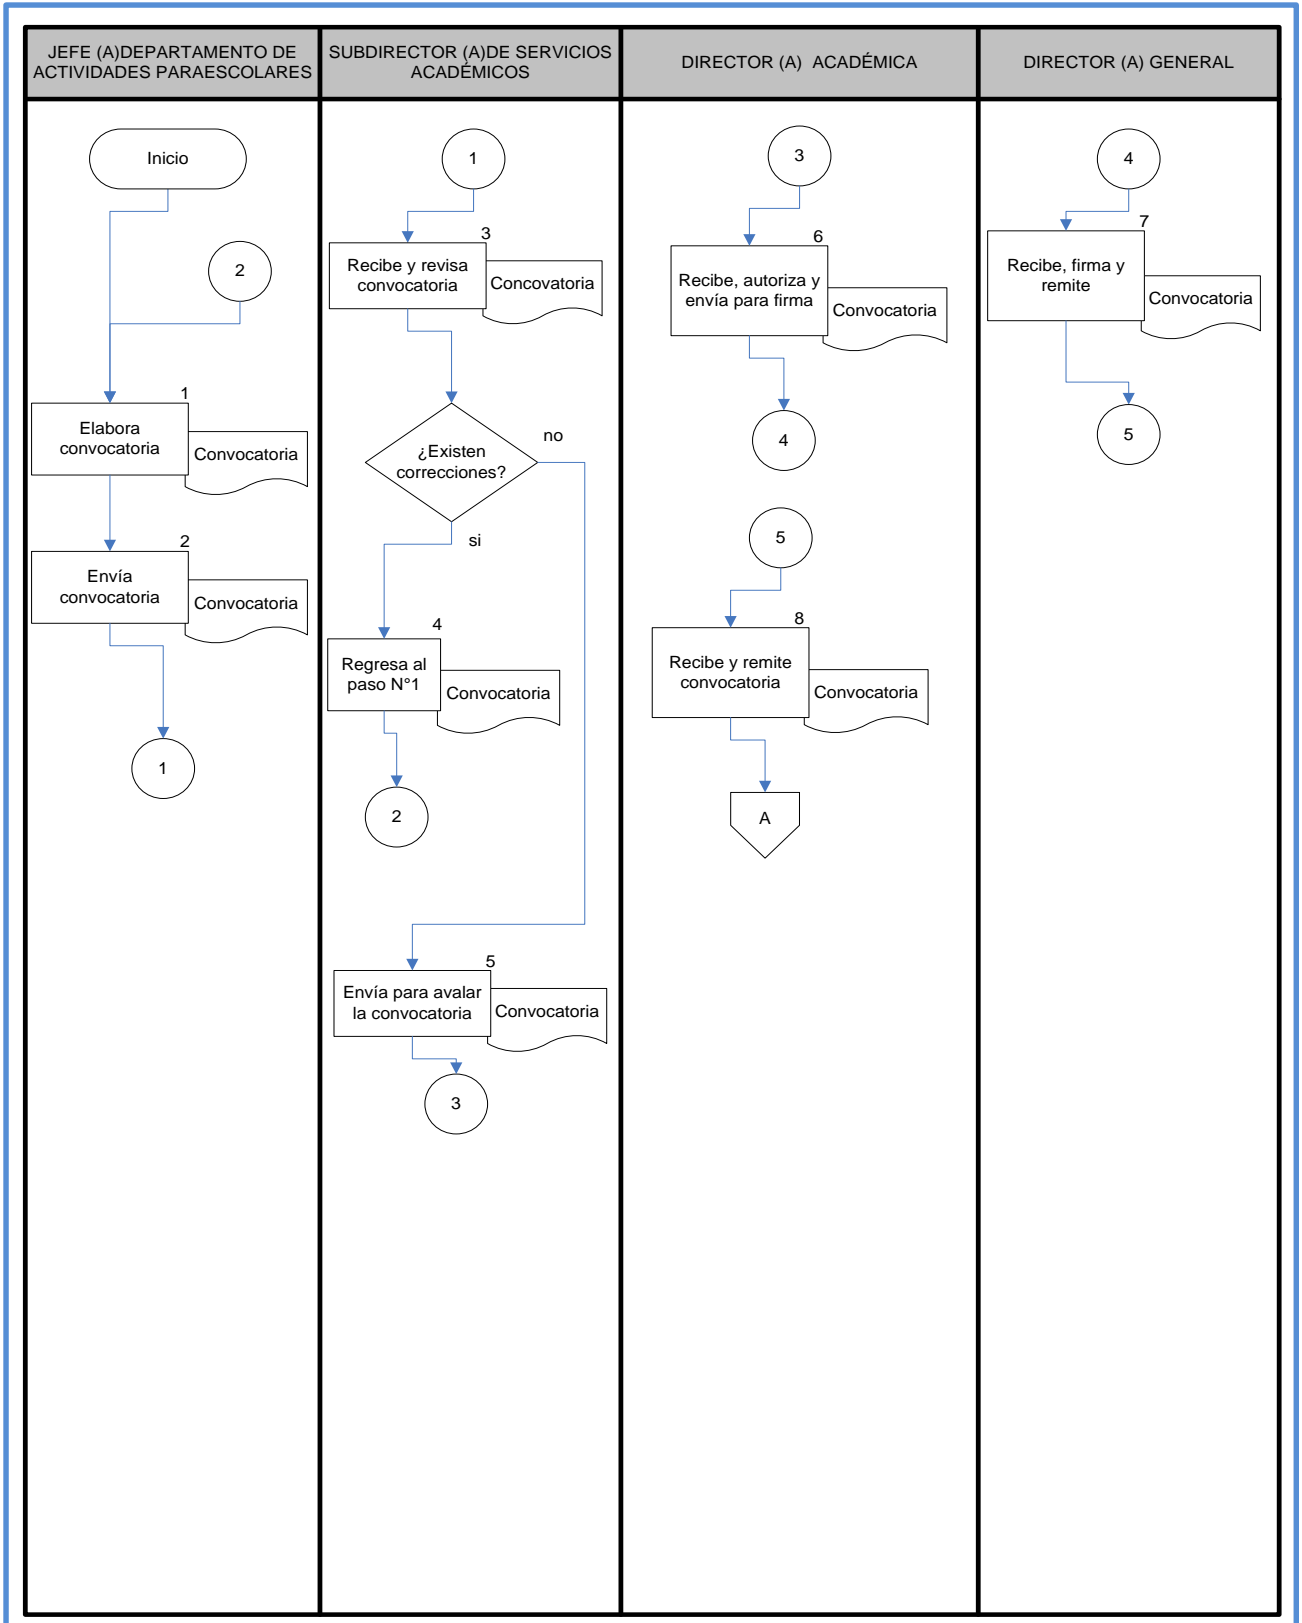 JEFE (A)DEPARTAMENTO DE
ACTIVIDADES PARAESCOLARES
SUBDIRECTOR (A)DE SERVICIOS
ACADÉMICOS
DIRECTOR (A) ACADÉMICA
DIRECTOR (A) GENERAL
Inicio
2
1
Elabora
convocatoria
Convocatoria
2
Envía
convocatoria
Convocatoria
1
1
3
Recibe y revisa
convocatoria
Concovatoria
¿Existen
correcciones?
no
si
4
Regresa al
paso N°1
Convocatoria
2
5
Envía para avalar
la convocatoria
Convocatoria
3
3
6
Recibe, autoriza y
envía para firma
Convocatoria
4
5
8
Recibe y remite
convocatoria
Convocatoria
A
4
7
Recibe, firma y
remite
Convocatoria
5